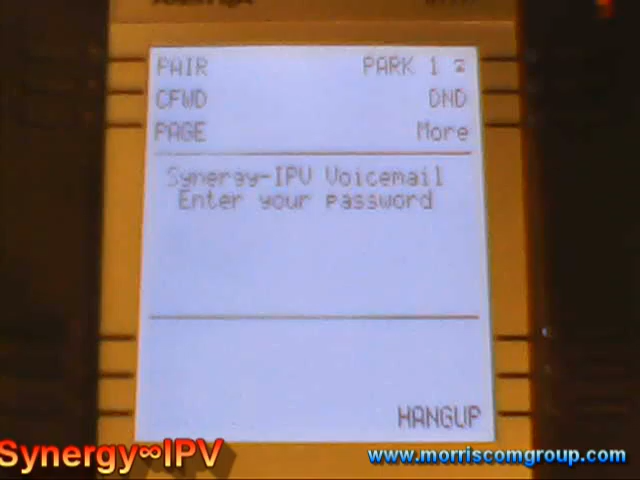 PAIR PARK 1
CFWD DND
PAGE More
Synergy-IPV Voicemail
Enter your password
HANGUP
Synergy∞IPV
www.morriscomgroup.com